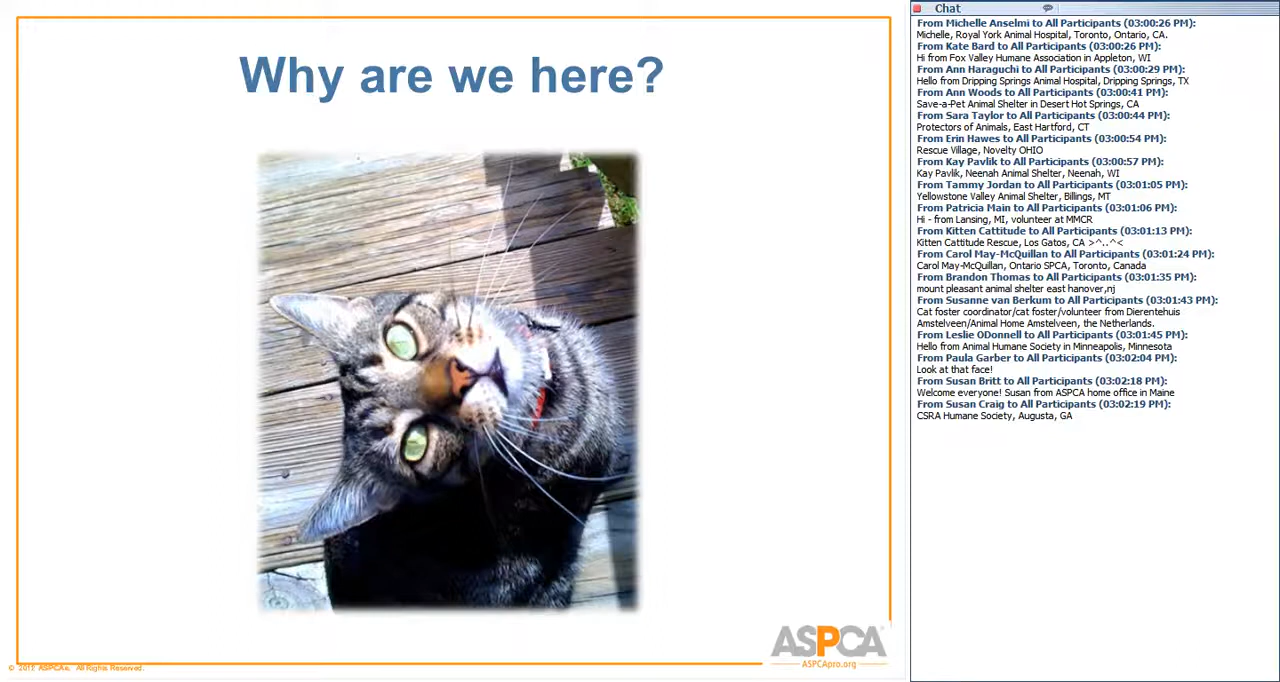 Why are we here?
ASPCA®
ASPCApro.org
© 2012 ASPCA®. All Rights Reserved.
Chat
From Michelle Anselmi to All Participants (03:00:26 PM):
Michelle, Royal York Animal Hospital, Toronto, Ontario, CA.
From Kate Bard to All Participants (03:00:26 PM):
Hi from Fox Valley Humane Association in Appleton, WI
From Ann Haraguchi to All Participants (03:00:29 PM):
Hello from Dripping Springs Animal Hospital, Dripping Springs, TX
From Ann Woods to All Participants (03:00:41 PM):
Save-a-Pet Animal Shelter in Desert Hot Springs, CA
From Sara Taylor to All Participants (03:00:44 PM):
Protectors of Animals, East Hartford, CT
From Erin Hawes to All Participants (03:00:54 PM):
Rescue Village, Novelty OHIO
From Kay Pavlik to All Participants (03:00:57 PM):
Kay Pavlik, Neenah Animal Shelter, Neenah, WI
From Tammy Jordan to All Participants (03:01:05 PM):
Yellowstone Valley Animal Shelter, Billings, MT
From Patricia Main to All Participants (03:01:06 PM):
Hi - from Lansing, MI, volunteer at MMCR
From Kitten Cattitude to All Participants (03:01:13 PM):
Kitten Cattitude Rescue, Los Gatos, CA >^..^<
From Carol May-McQuillan to All Participants (03:01:24 PM):
Carol May-McQuillan, Ontario SPCA, Toronto, Canada
From Brandon Thomas to All Participants (03:01:35 PM):
mount pleasant animal shelter east hanover,nj
From Susanne van Berkum to All Participants (03:01:43 PM):
Cat foster coordinator/cat foster/volunteer from Dierentehuis
Amstelveen/Animal Home Amstelveen, the Netherlands.
From Leslie ODonnell to All Participants (03:01:45 PM):
Hello from Animal Humane Society in Minneapolis, Minnesota
From Paula Garber to All Participants (03:02:04 PM):
Look at that face!
From Susan Britt to All Participants (03:02:18 PM):
Welcome everyone! Susan from ASPCA home office in Maine
From Susan Craig to All Participants (03:02:19 PM):
CSRA Humane Society, Augusta, GA